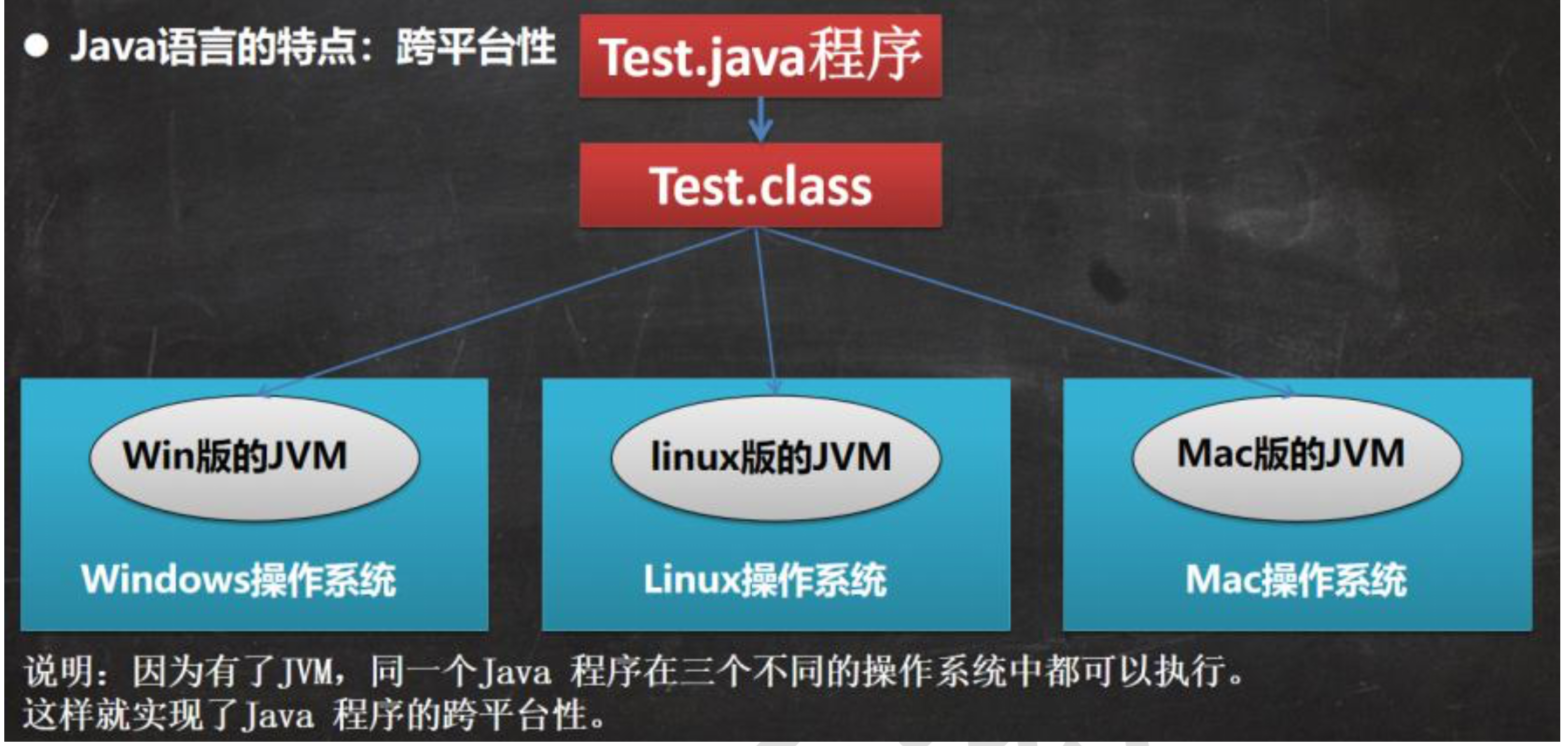 ● Java语言的特点：跨平台性
Test.java程序
Test.class
Win版的JVM
linux版的JVM
Mac版的JVM
Windows操作系统
Linux操作系统
Mac操作系统
说明：因为有了JVM，同一个Java 程序在三个不同的操作系统中都可以执行。
这样就实现了Java 程序的跨平台性。